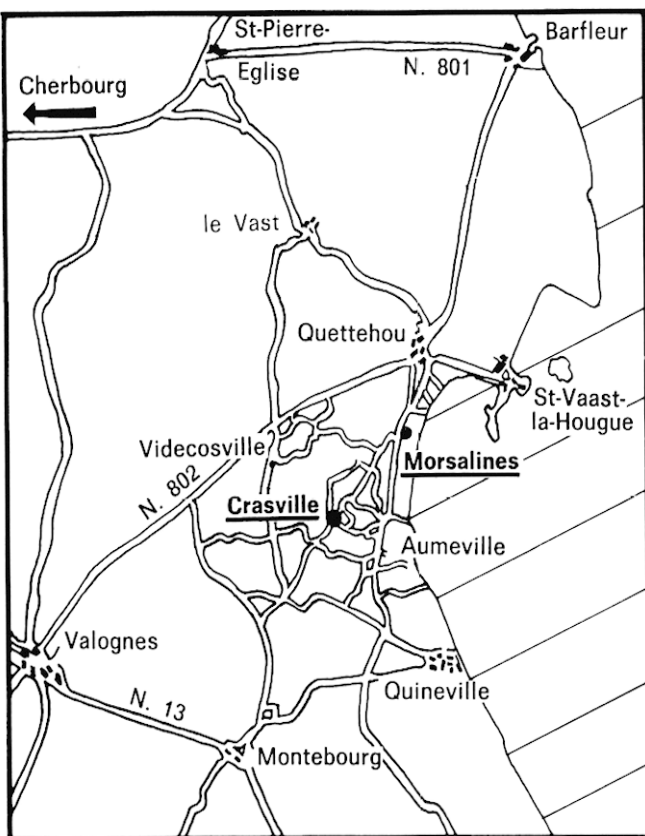 St-Pierre-
Eglise
Barfleur
N. 801
Cherbourg
le Vast
Quettehou
St-Vaast-
la-Hougue
Videcosville
Morsalines
N. 802
Crasville
Aumeville
Valognes
Quineville
N. 13
Montebourg